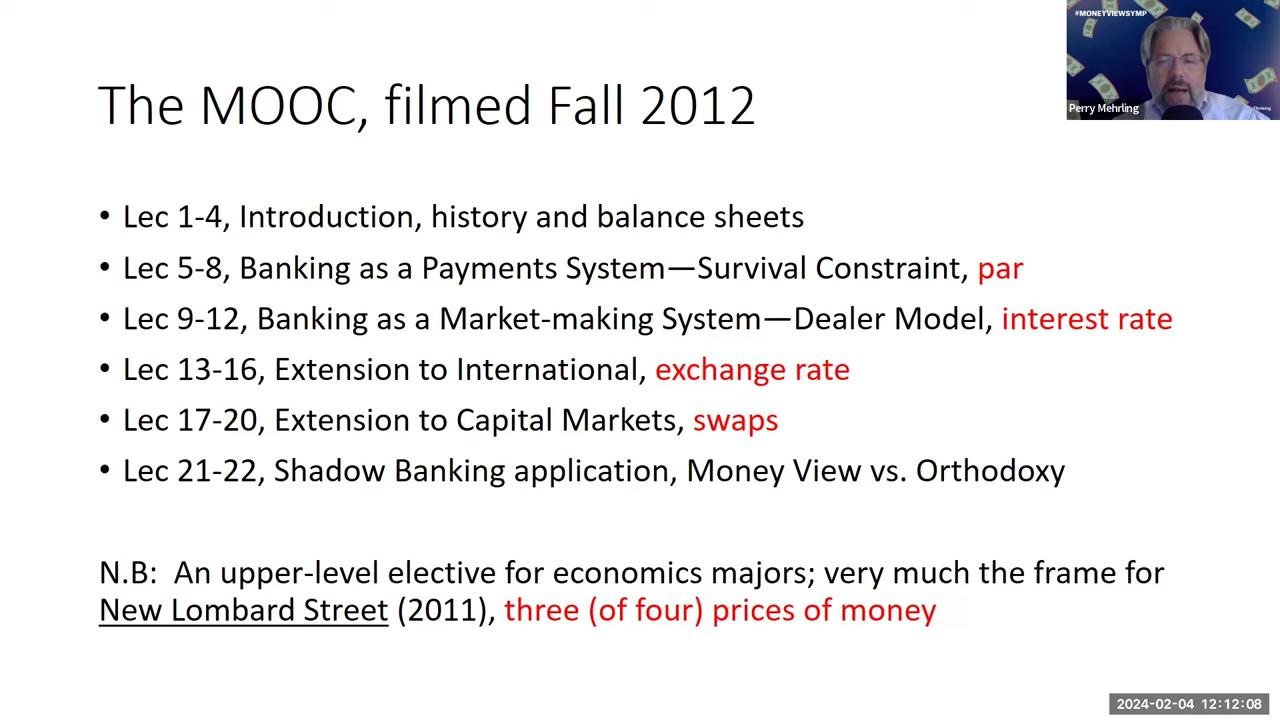 #MONEYVIEWSYMP
Perry Mehrling
Thinking
The MOOC, filmed Fall 2012
• Lec 1-4, Introduction, history and balance sheets
• Lec 5-8, Banking as a Payments System—Survival Constraint, par
• Lec 9-12, Banking as a Market-making System—Dealer Model, interest rate
• Lec 13-16, Extension to International, exchange rate
• Lec 17-20, Extension to Capital Markets, swaps
• Lec 21-22, Shadow Banking application, Money View vs. Orthodoxy
N.B: An upper-level elective for economics majors; very much the frame for
New Lombard Street (2011), three (of four) prices of money
2024-02-04 12:12:08